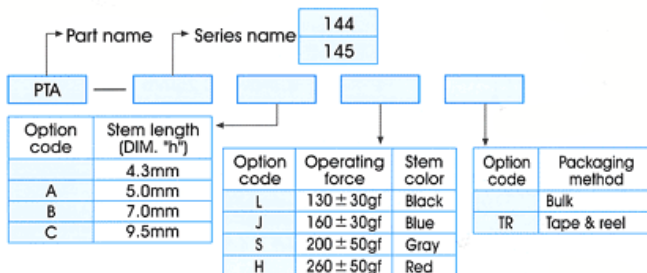 Part name
Series name
144
145
PTA —
Option code
Stem length (DIM. "h")
4.3mm
A 5.0mm
B 7.0mm
C 9.5mm
Option code
Operating force
Stem color
L 130 ± 30gf Black
J 160 ± 30gf Blue
S 200 ± 50gf Gray
H 260 ± 50gf Red
Option code
Packaging method
Bulk
TR Tape & reel